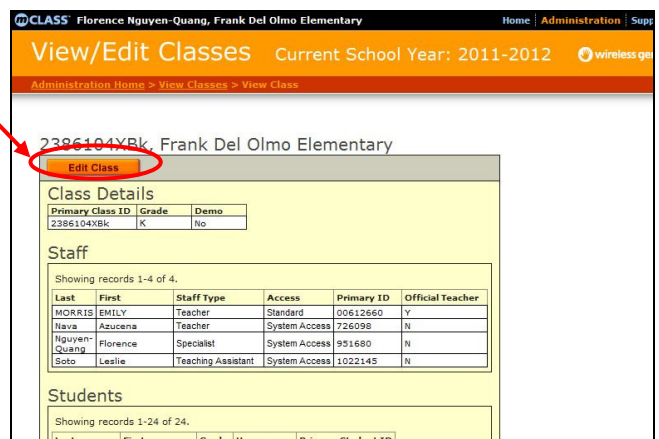 mCLASS® Florence Nguyen-Quang, Frank Del Olmo Elementary Home Administration
View/Edit Classes Current School Year: 2011-2012 wireless
Administration Home > View Classes > View Class
2386104XBk, Frank Del Olmo Elementary
Edit Class
Class Details
Primary Class ID Grade Demo
2386104XBk K No
Staff
Showing records 1-4 of 4.
Last First Staff Type Access Primary ID Official Teacher
MORRIS EMILY Teacher Standard 00612660 Y
Nava Azucena Teacher System Access 726098 N
Nguyen-Quang Florence Specialist System Access 951680 N
Soto Leslie Teaching Assistant System Access 1022145 N
Students
Showing records 1-24 of 24.